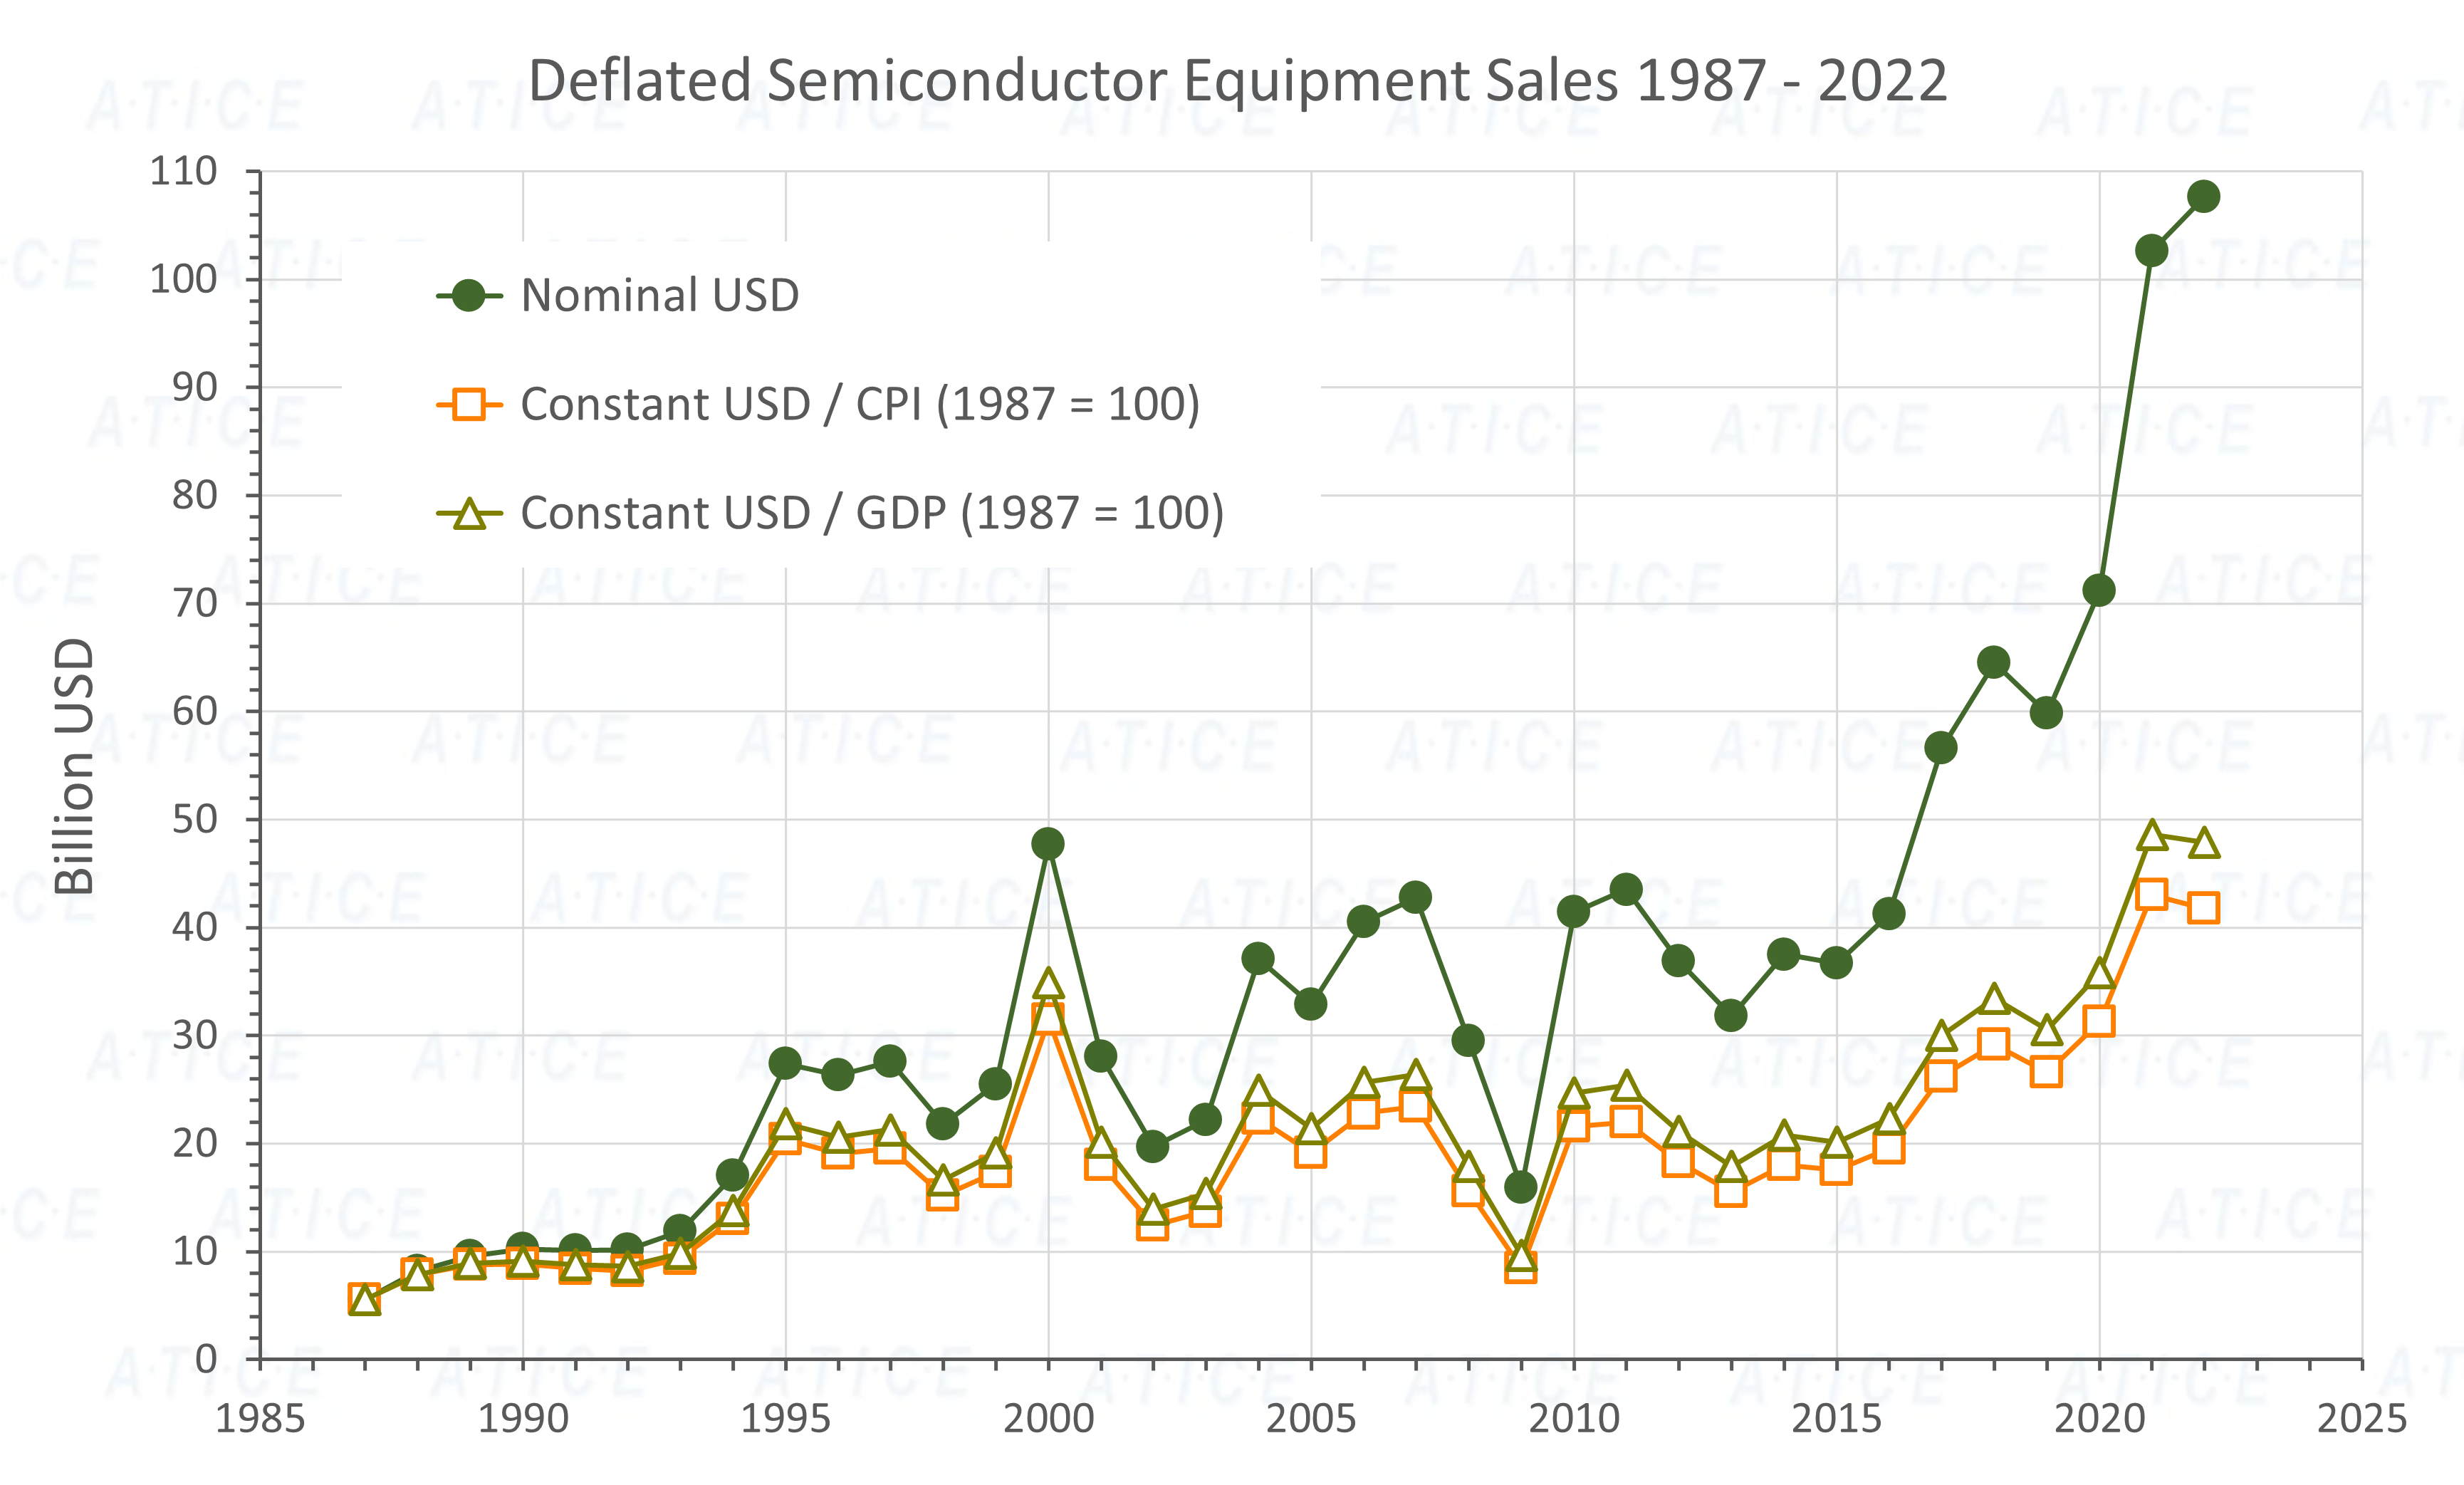 Deflated Semiconductor Equipment Sales 1987 - 2022
110
100
90
80
70
60
50
40
30
20
10
0
Billion USD
Nominal USD
Constant USD / CPI (1987 = 100)
Constant USD / GDP (1987 = 100)
1985 1990 1995 2000 2005 2010 2015 2020 2025
A·T·I·C·E